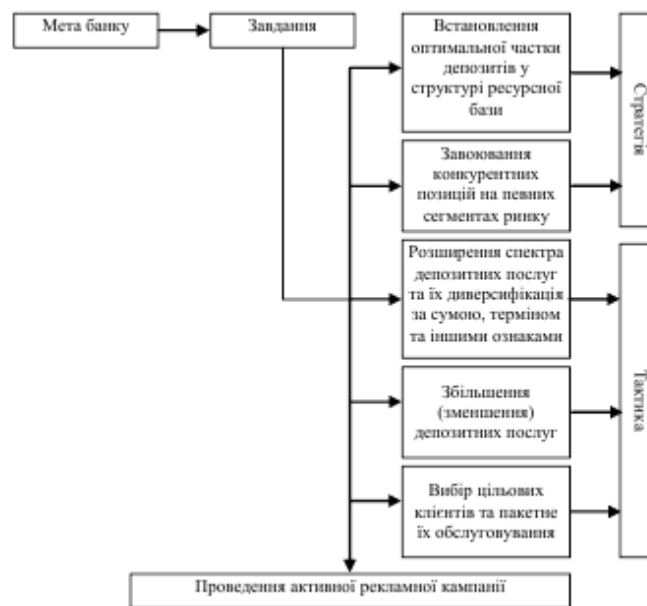 Мета банку
Завдання
Встановлення
оптимальної частки
депозитів у
структурі ресурсної
бази
Завоювання
конкурентних
позицій на певних
сегментах ринку
Стратегія
Розширення спектра
депозитних послуг
та їх диверсифікація
за сумою, терміном
та іншими ознаками
Збільшення
(зменшення)
депозитних послуг
Вибір цільових
клієнтів та пакетне
їх обслуговування
Тактика
Проведення активної рекламної кампанії